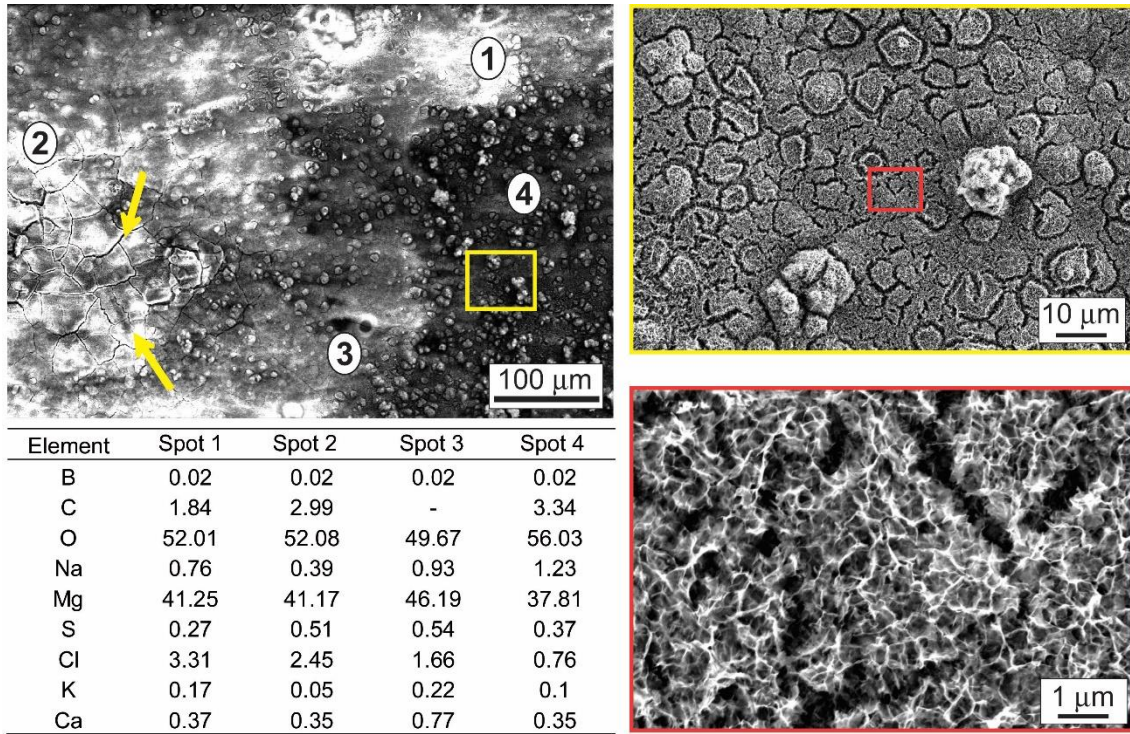 1
2
4
3
100 μm
10 μm
1 μm
Element Spot 1 Spot 2 Spot 3 Spot 4
B 0.02 0.02 0.02 0.02
C 1.84 2.99 - 3.34
O 52.01 52.08 49.67 56.03
Na 0.76 0.39 0.93 1.23
Mg 41.25 41.17 46.19 37.81
S 0.27 0.51 0.54 0.37
Cl 3.31 2.45 1.66 0.76
K 0.17 0.05 0.22 0.1
Ca 0.37 0.35 0.77 0.35